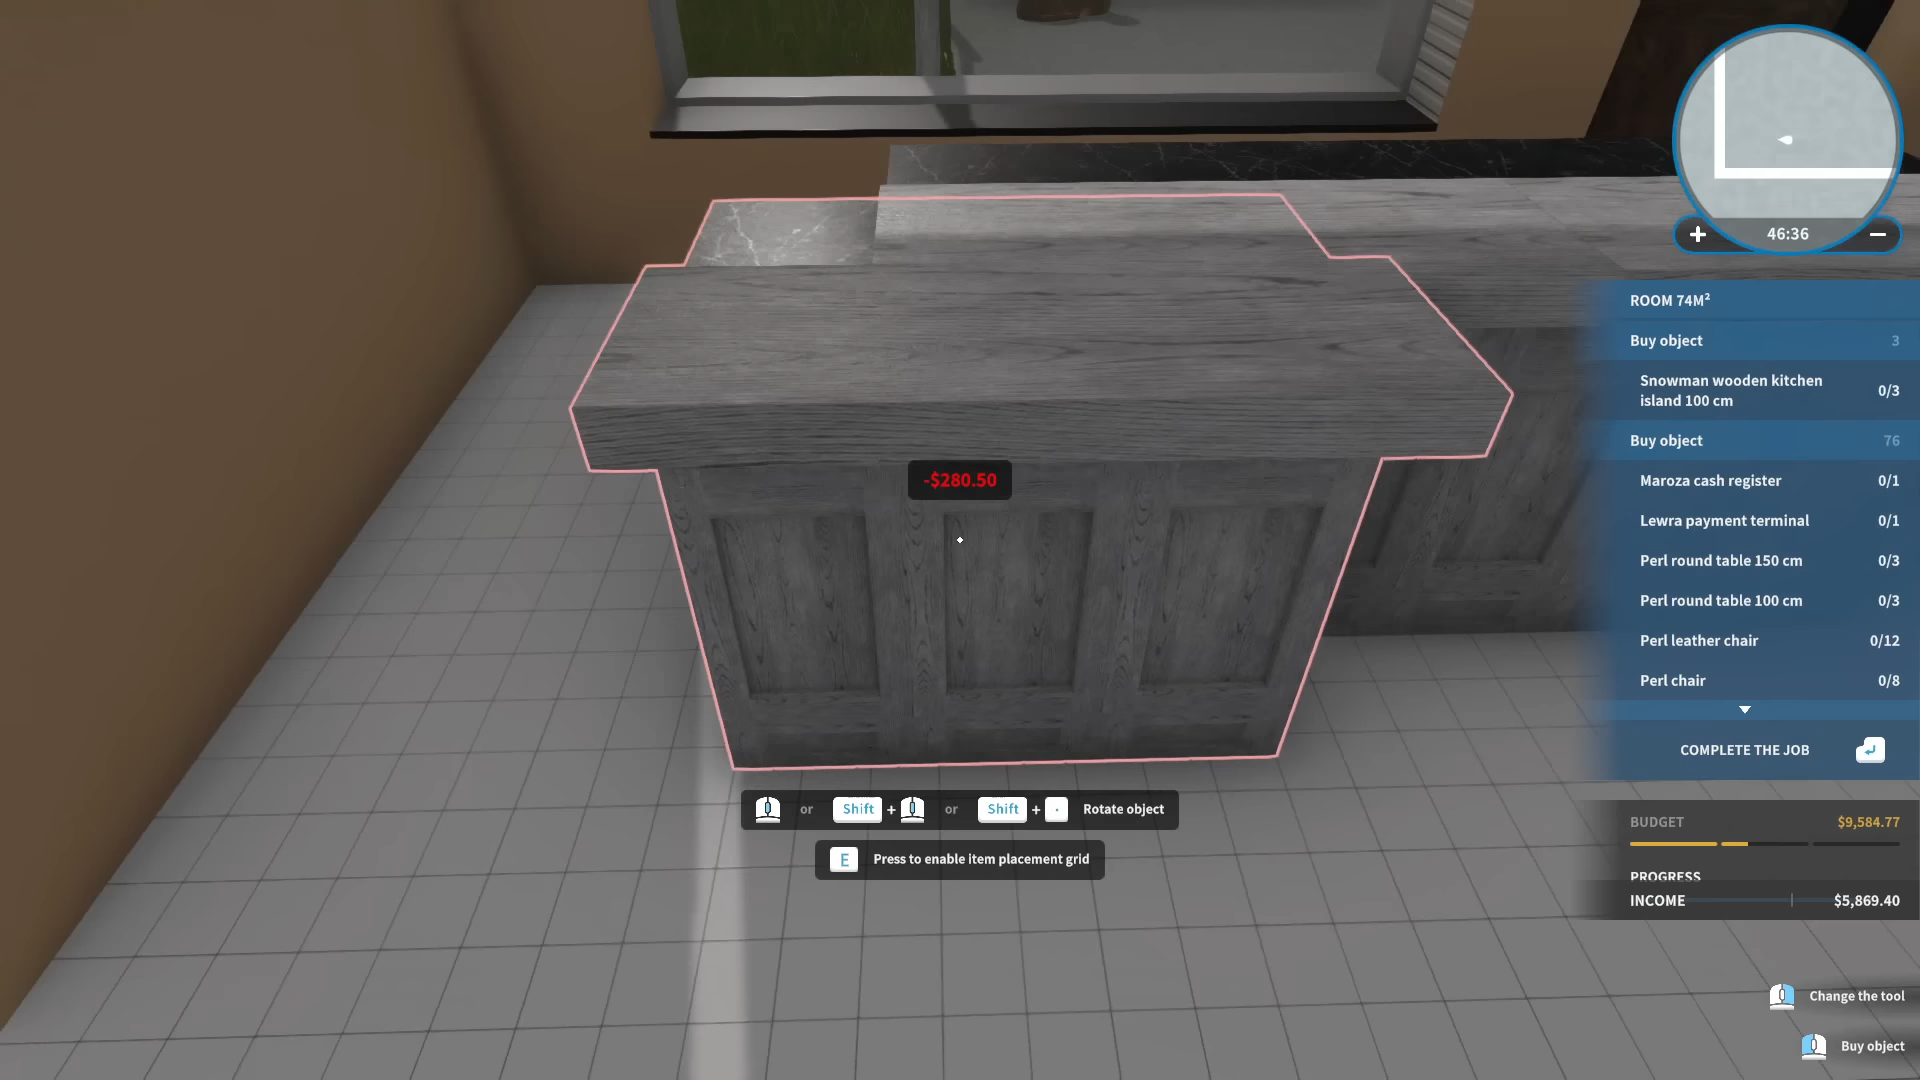 46:36
ROOM 74M²
Buy object 3
Snowman wooden kitchen
island 100 cm 0/3
Buy object 76
Maroza cash register 0/1
Lewra payment terminal 0/1
Perl round table 150 cm 0/3
Perl round table 100 cm 0/3
Perl leather chair 0/12
Perl chair 0/8
COMPLETE THE JOB
-$280.50
or Shift + or Shift + . Rotate object
E Press to enable item placement grid
BUDGET $9,584.77
PROGRESS
INCOME $5,869.40
Change the tool
Buy object